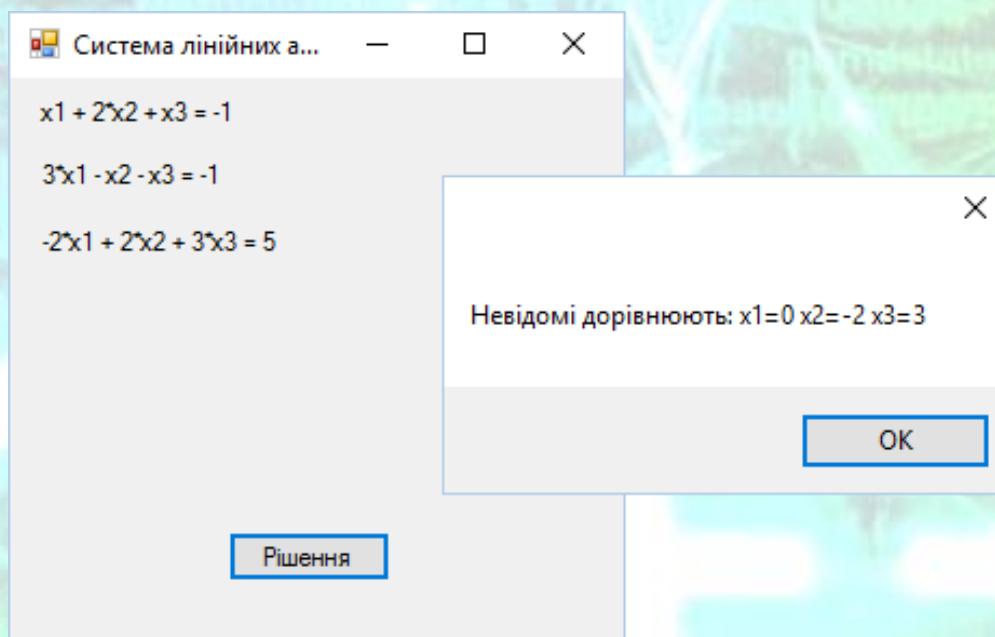 Система лінійних а...
x1 + 2*x2 + x3 = -1
3*x1 - x2 - x3 = -1
-2*x1 + 2*x2 + 3*x3 = 5
Невідомі дорівнюють: x1=0 x2= -2 x3=3
OK
Рішення